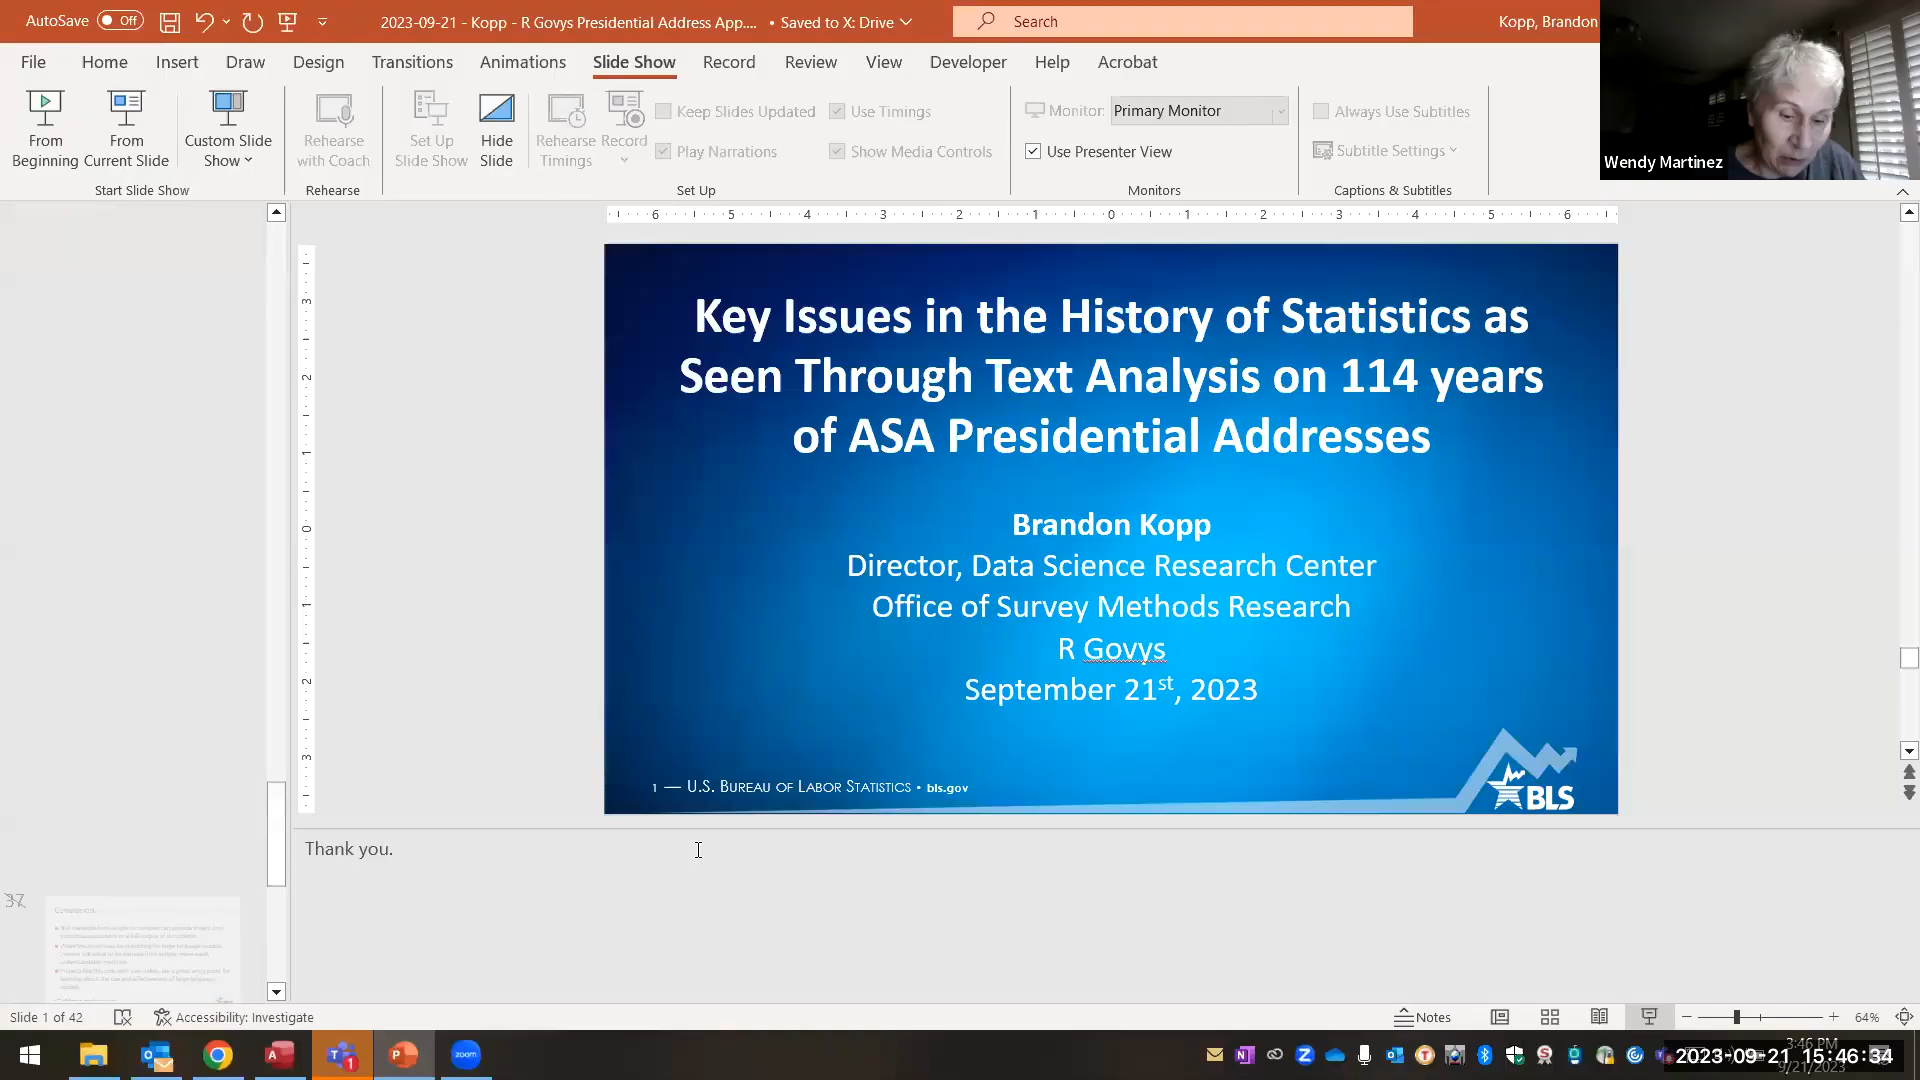 AutoSave Off
2023-09-21 - Kopp - R Govys Presidential Address App.... • Saved to X: Drive
Search
Kopp, Brandon
File Home Insert Draw Design Transitions Animations Slide Show Record Review View Developer Help Acrobat
From Beginning
From Current Slide
Custom Slide Show
Start Slide Show
Rehearse with Coach
Rehearse
Set Up Slide Show
Hide Slide
Rehearse Timings
Record
Keep Slides Updated
Play Narrations
Use Timings
Show Media Controls
Set Up
Monitor: Primary Monitor
Use Presenter View
Monitors
Always Use Subtitles
Subtitle Settings
Captions & Subtitles
Wendy Martinez
Key Issues in the History of Statistics as
Seen Through Text Analysis on 114 years
of ASA Presidential Addresses
Brandon Kopp
Director, Data Science Research Center
Office of Survey Methods Research
R Govys
September 21st, 2023
1 — U.S. BUREAU OF LABOR STATISTICS • bls.gov
BLS
Thank you.
37
Slide 1 of 42
Accessibility: Investigate
Notes
64%
zoom
3:46 PM
9/21/2023
2023-09-21 15:46:34